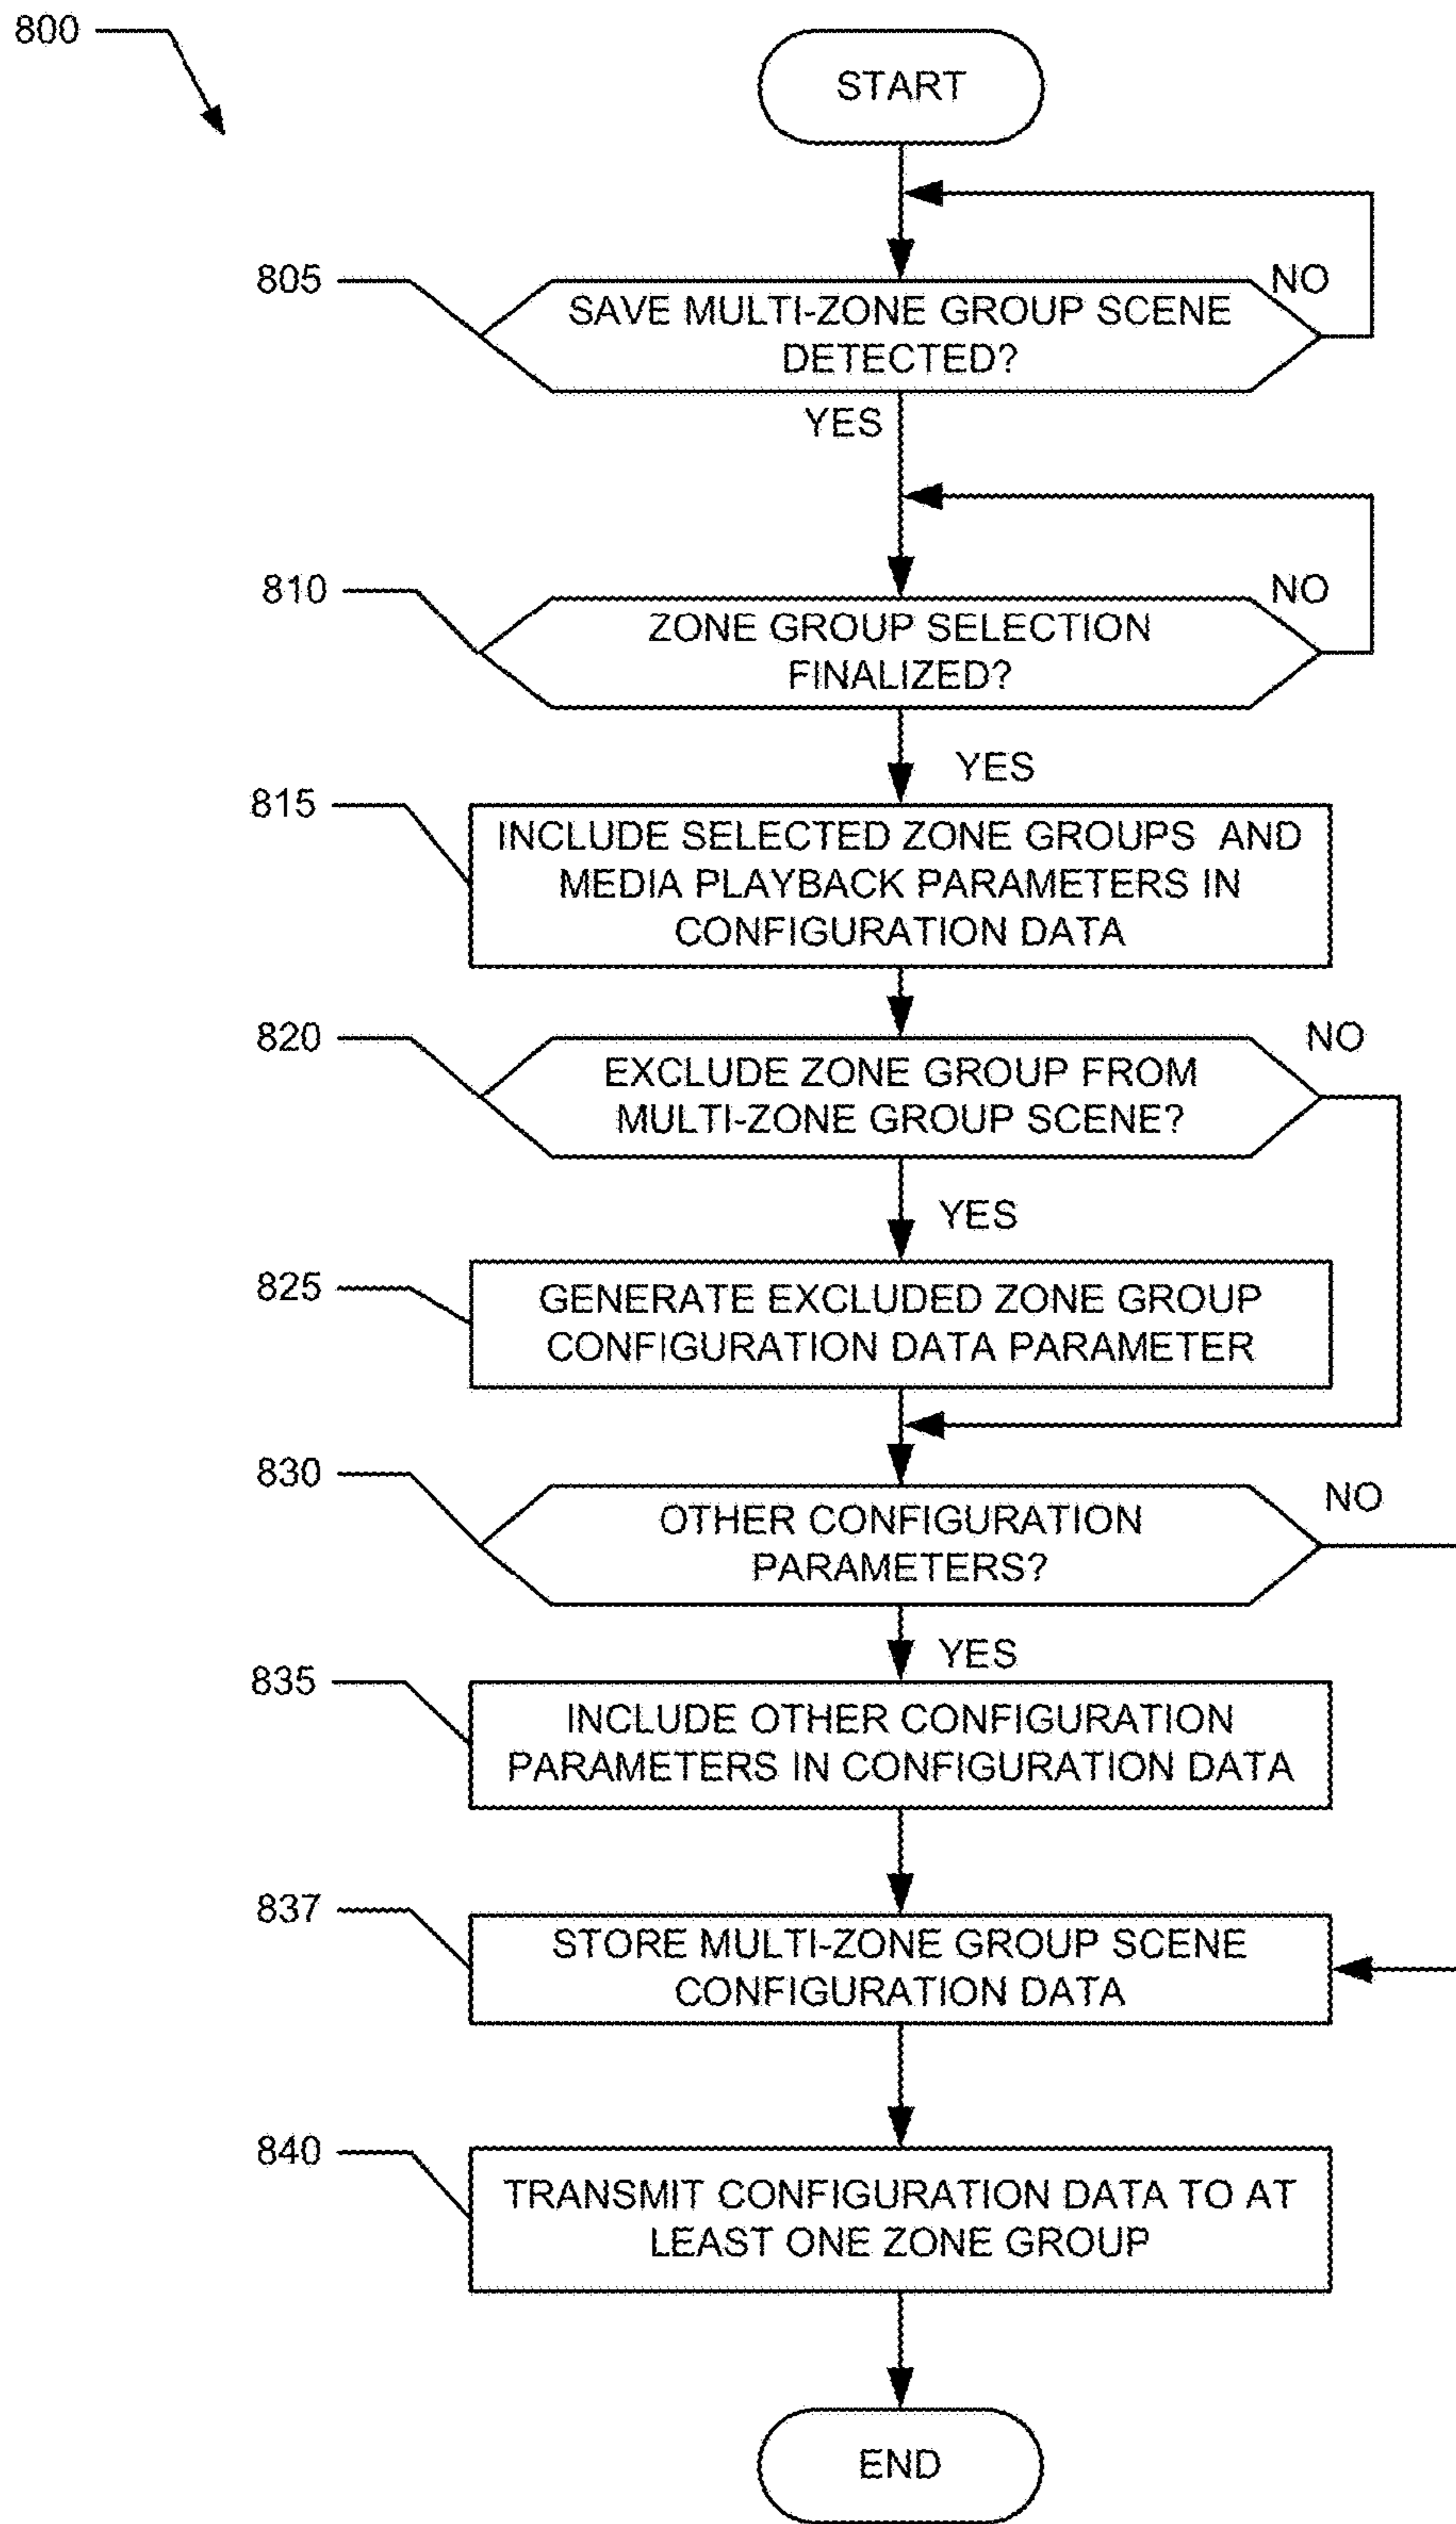 800
START
805
SAVE MULTI-ZONE GROUP SCENE
DETECTED?
NO
YES
810
ZONE GROUP SELECTION
FINALIZED?
NO
YES
815
INCLUDE SELECTED ZONE GROUPS AND
MEDIA PLAYBACK PARAMETERS IN
CONFIGURATION DATA
820
EXCLUDE ZONE GROUP FROM
MULTI-ZONE GROUP SCENE?
NO
YES
825
GENERATE EXCLUDED ZONE GROUP
CONFIGURATION DATA PARAMETER
830
OTHER CONFIGURATION
PARAMETERS?
NO
YES
835
INCLUDE OTHER CONFIGURATION
PARAMETERS IN CONFIGURATION DATA
837
STORE MULTI-ZONE GROUP SCENE
CONFIGURATION DATA
840
TRANSMIT CONFIGURATION DATA TO AT
LEAST ONE ZONE GROUP
END